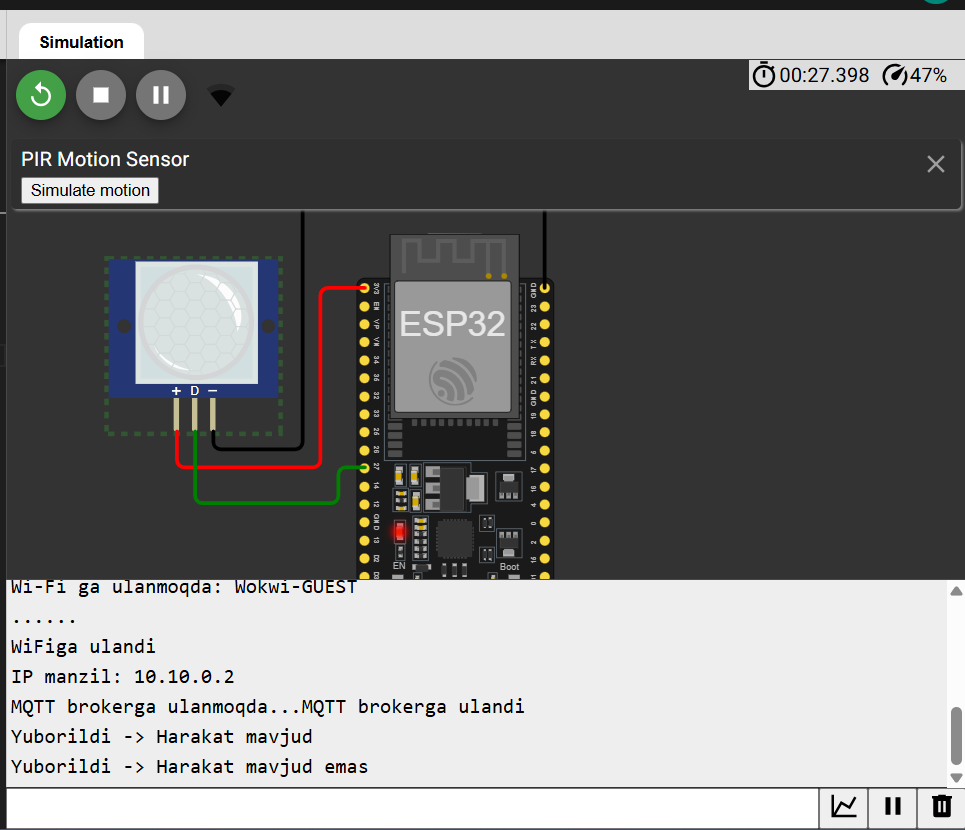 Simulation
00:27.398 47%
PIR Motion Sensor
Simulate motion
ESP32
+ D −
3V3
EN
VP
VN
34
35
32
33
25
26
27
14
12
GND
13
D2
D3
GND
23
22
TX
RX
21
GND
19
18
5
17
16
4
0
2
15
EN
Boot
Wi-Fi ga ulanmoqda: Wokwi-GUEST
......
WiFiga ulandi
IP manzil: 10.10.0.2
MQTT brokerga ulanmoqda...MQTT brokerga ulandi
Yuborildi -> Harakat mavjud
Yuborildi -> Harakat mavjud emas